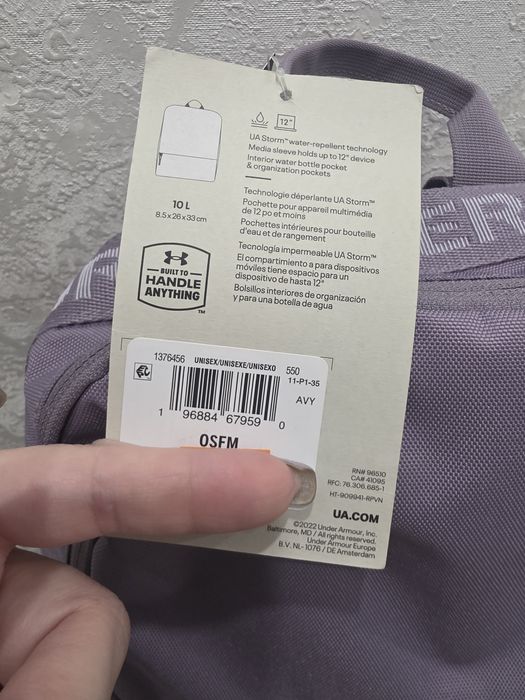 12"
UA Storm™ water-repellent technology
Media sleeve holds up to 12" device
Interior water bottle pocket
& organization pockets
Technologie déperlante UA Storm™
Pochette pour appareil multimédia
de 12 po et moins
Pochettes intérieures pour bouteille
d'eau et de rangement
Tecnología impermeable UA Storm™
El compartimiento a para dispositivos
móviles tiene espacio para un
dispositivo de hasta 12"
Bolsillos interiores de organización
y para una botella de agua
10 L
8.5 x 26 x 33 cm
BUILT TO
HANDLE
ANYTHING™
1376456 UNISEX/UNISEXE/UNISEXO 550
11-P1-35
AVY
1 96884 67959 0
OSFM
RN# 96510
CA# 41095
RFC: 76.306.685-1
HT-909941-RPVN
UA.COM
©2022 Under Armour, Inc.
Baltimore, MD / All rights reserved.
Under Armour Europe
B.V. NL-1076 / DE Amsterdam